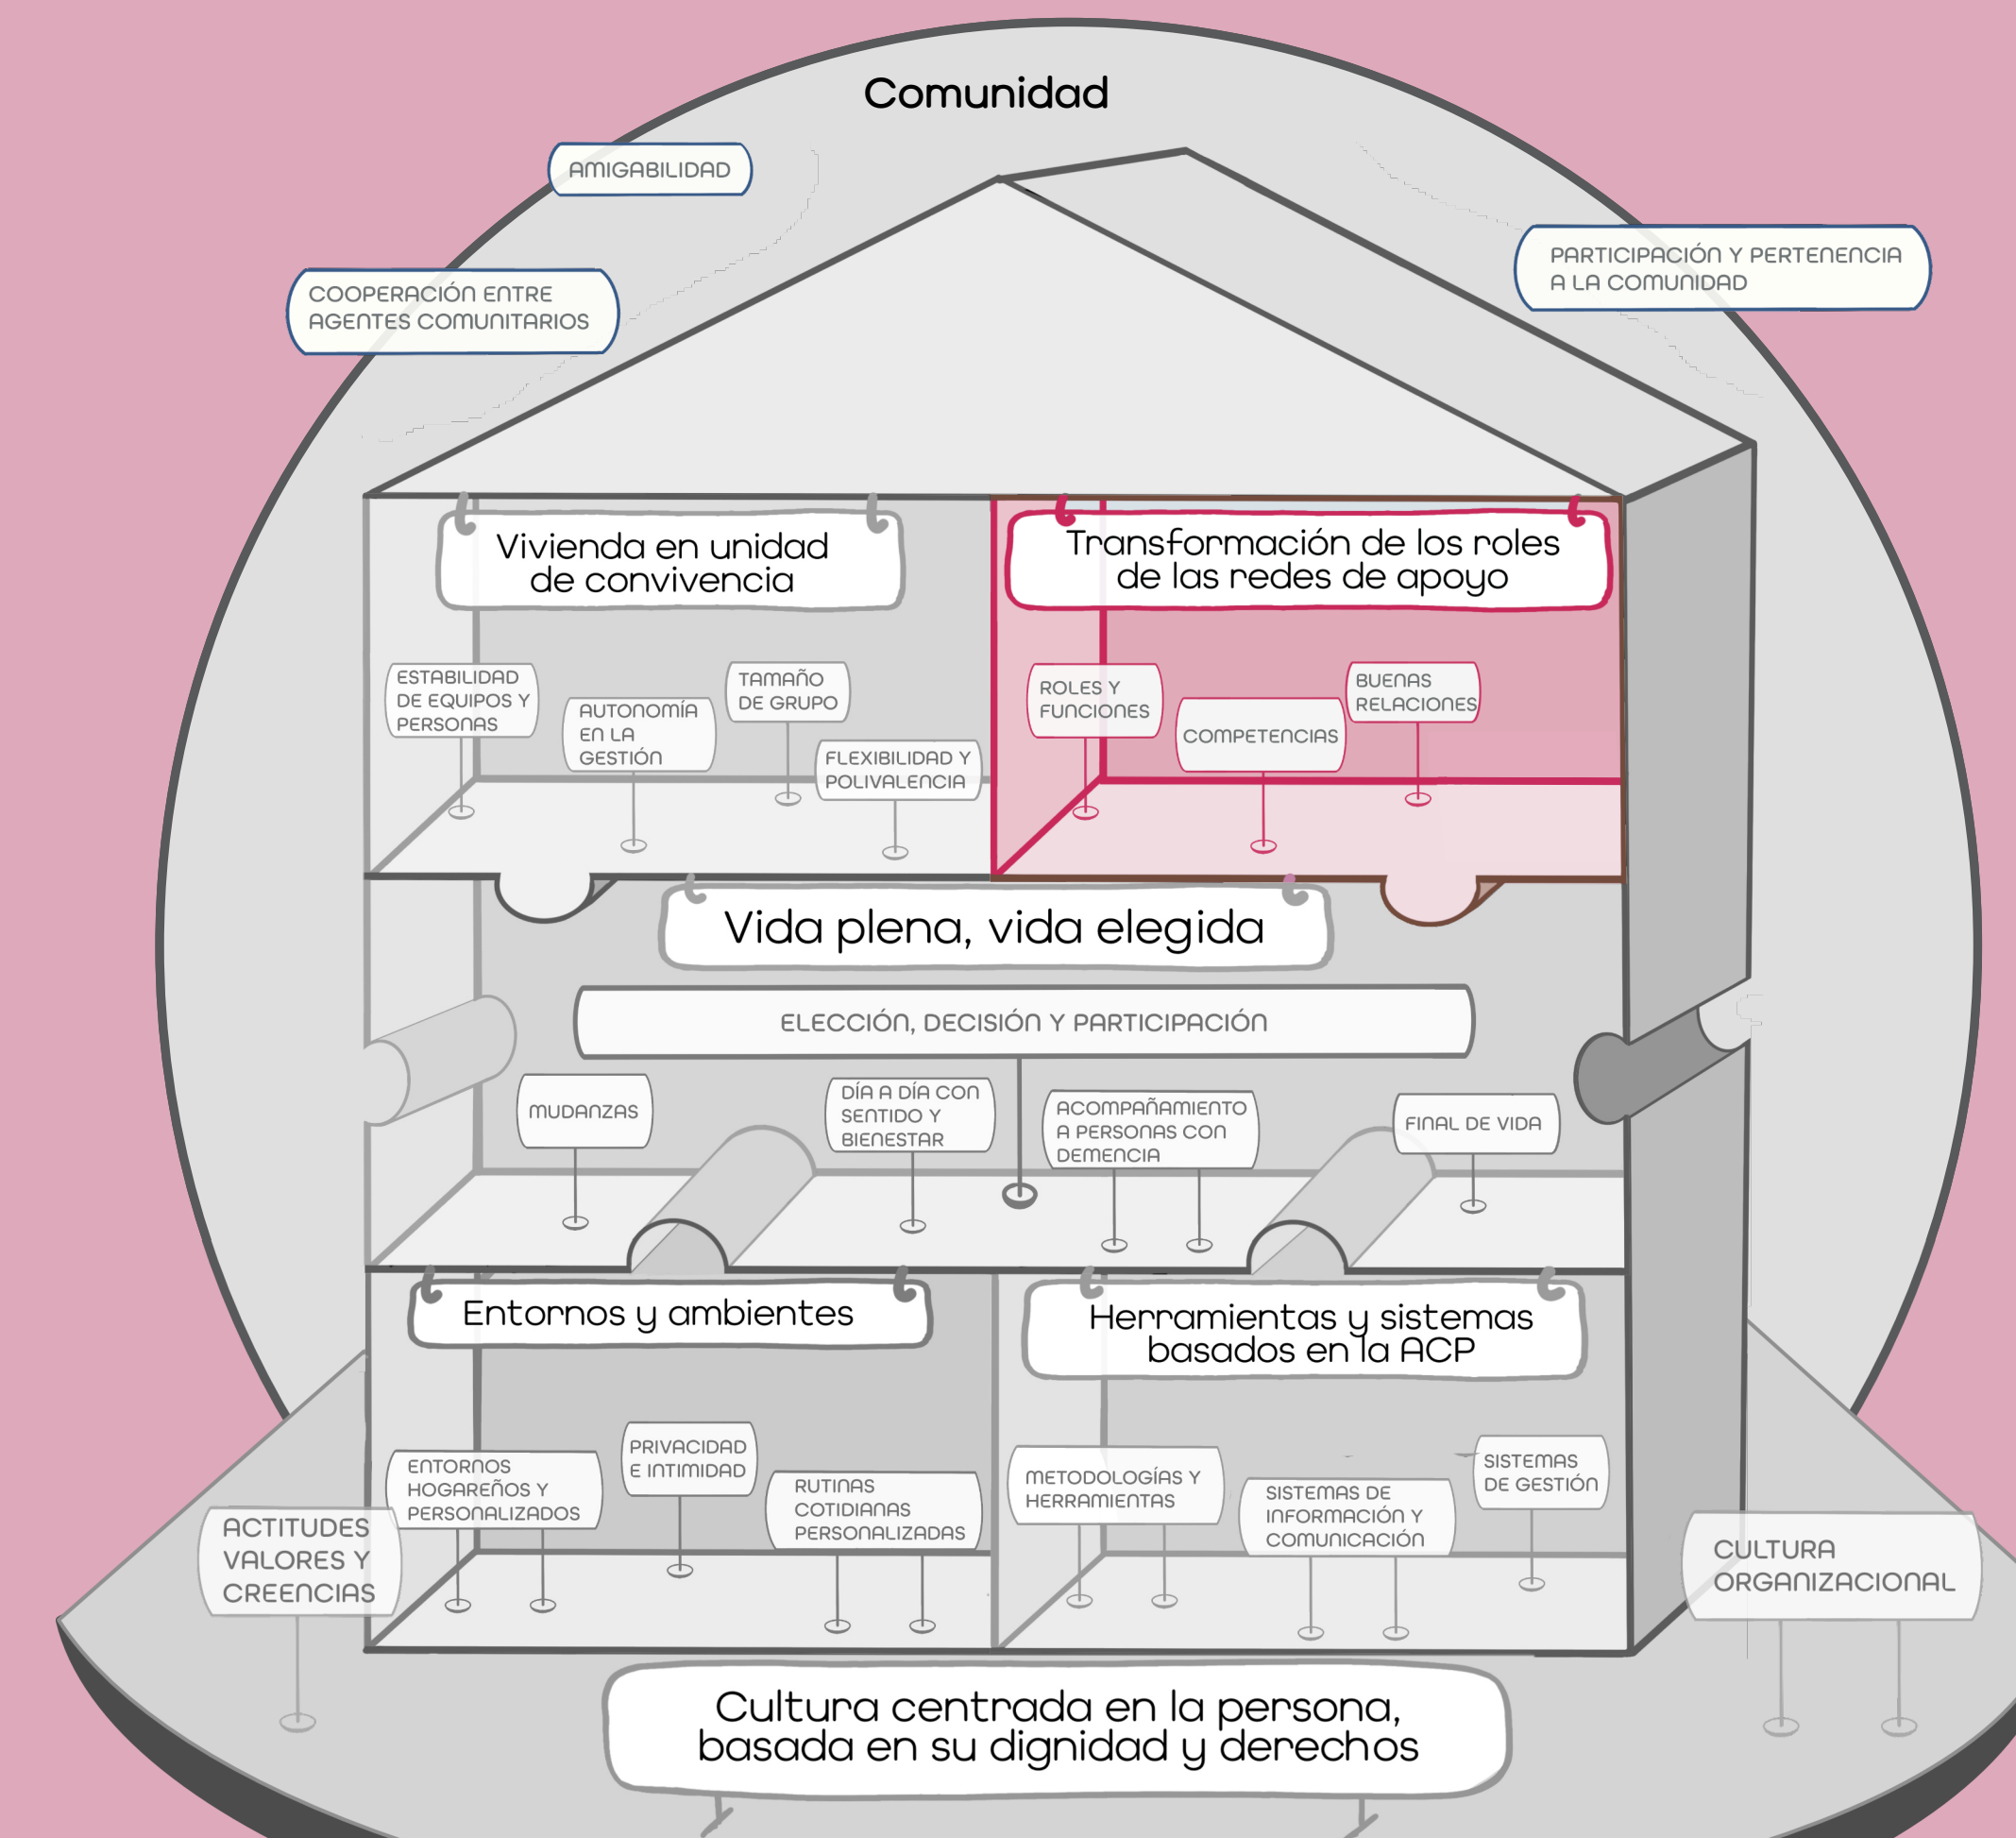 Comunidad
AMIGABILIDAD
COOPERACIÓN ENTRE
AGENTES COMUNITARIOS
PARTICIPACIÓN Y PERTENENCIA
A LA COMUNIDAD
Vivienda en unidad
de convivencia
ESTABILIDAD
DE EQUIPOS Y
PERSONAS
AUTONOMÍA
EN LA
GESTIÓN
TAMAÑO
DE GRUPO
FLEXIBILIDAD Y
POLIVALENCIA
Transformación de los roles
de las redes de apoyo
ROLES Y
FUNCIONES
COMPETENCIAS
BUENAS
RELACIONES
Vida plena, vida elegida
ELECCIÓN, DECISIÓN Y PARTICIPACIÓN
MUDANZAS
DÍA A DÍA CON
SENTIDO Y
BIENESTAR
ACOMPAÑAMIENTO
A PERSONAS CON
DEMENCIA
FINAL DE VIDA
Entornos y ambientes
ENTORNOS
HOGAREÑOS Y
PERSONALIZADOS
PRIVACIDAD
E INTIMIDAD
RUTINAS
COTIDIANAS
PERSONALIZADAS
Herramientas y sistemas
basados en la ACP
METODOLOGÍAS Y
HERRAMIENTAS
SISTEMAS DE
INFORMACIÓN Y
COMUNICACIÓN
SISTEMAS
DE GESTIÓN
ACTITUDES
VALORES Y
CREENCIAS
CULTURA
ORGANIZACIONAL
Cultura centrada en la persona,
basada en su dignidad y derechos